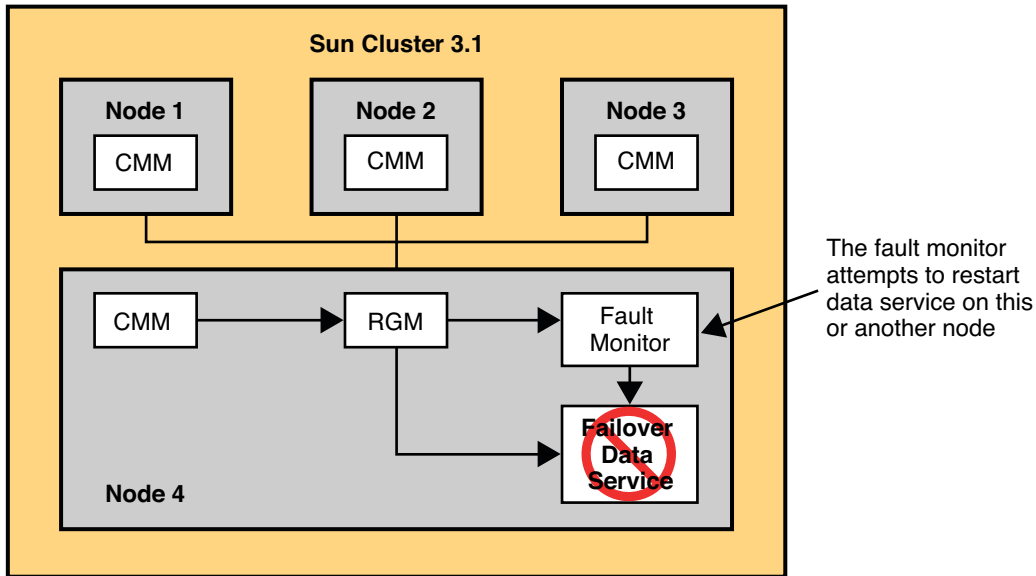 Sun Cluster 3.1
Node 1
CMM
Node 2
CMM
Node 3
CMM
CMM
RGM
Fault
Monitor
Failover
Data
Service
Node 4
The fault monitor
attempts to restart
data service on this
or another node